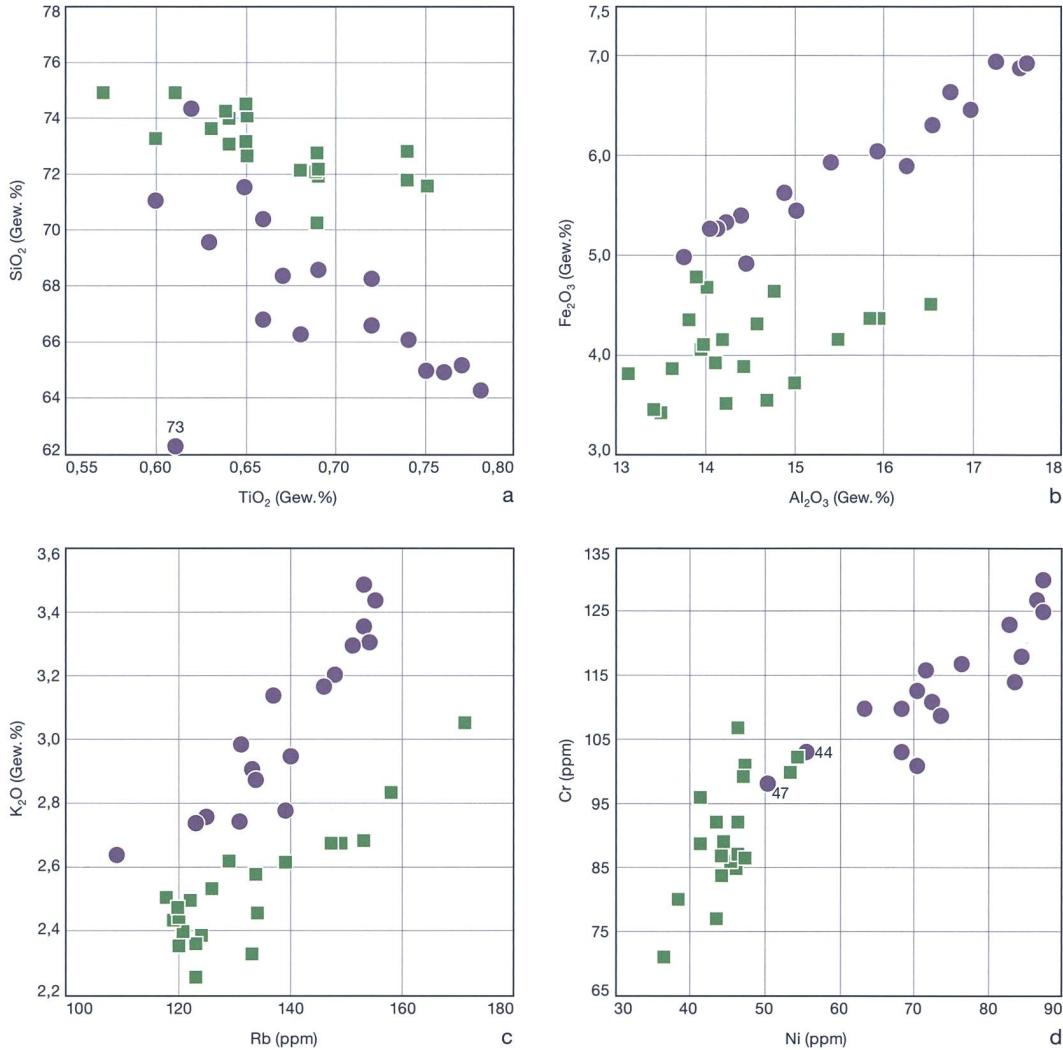 78
76
74
72
70
68
66
64
62
SiO₂ (Gew. %)
73
0,55 0,60 0,65 0,70 0,75 0,80
TiO₂ (Gew. %)
a
7,5
7,0
6,0
5,0
4,0
3,0
Fe₂O₃ (Gew.%)
13 14 15 16 17 18
Al₂O₃ (Gew. %)
b
3,6
3,4
3,2
3,0
2,8
2,6
2,4
2,2
K₂O (Gew.%)
100 120 140 160 180
Rb (ppm)
c
135
125
115
105
95
85
75
65
Cr (ppm)
44
47
30 40 50 60 70 80 90
Ni (ppm)
d